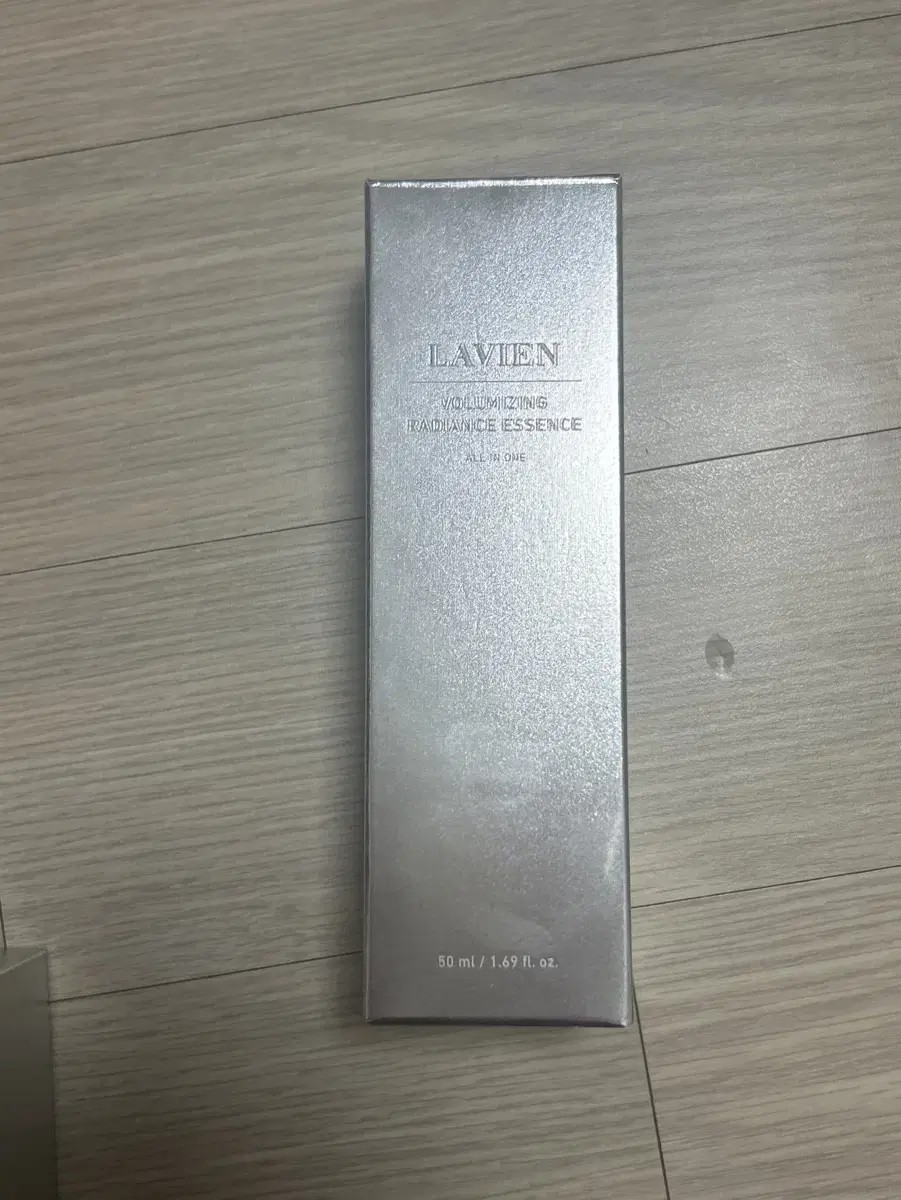 LAVIEN
VOLUMIZING
RADIANCE ESSENCE
ALL IN ONE
50 ml / 1.69 fl. oz.